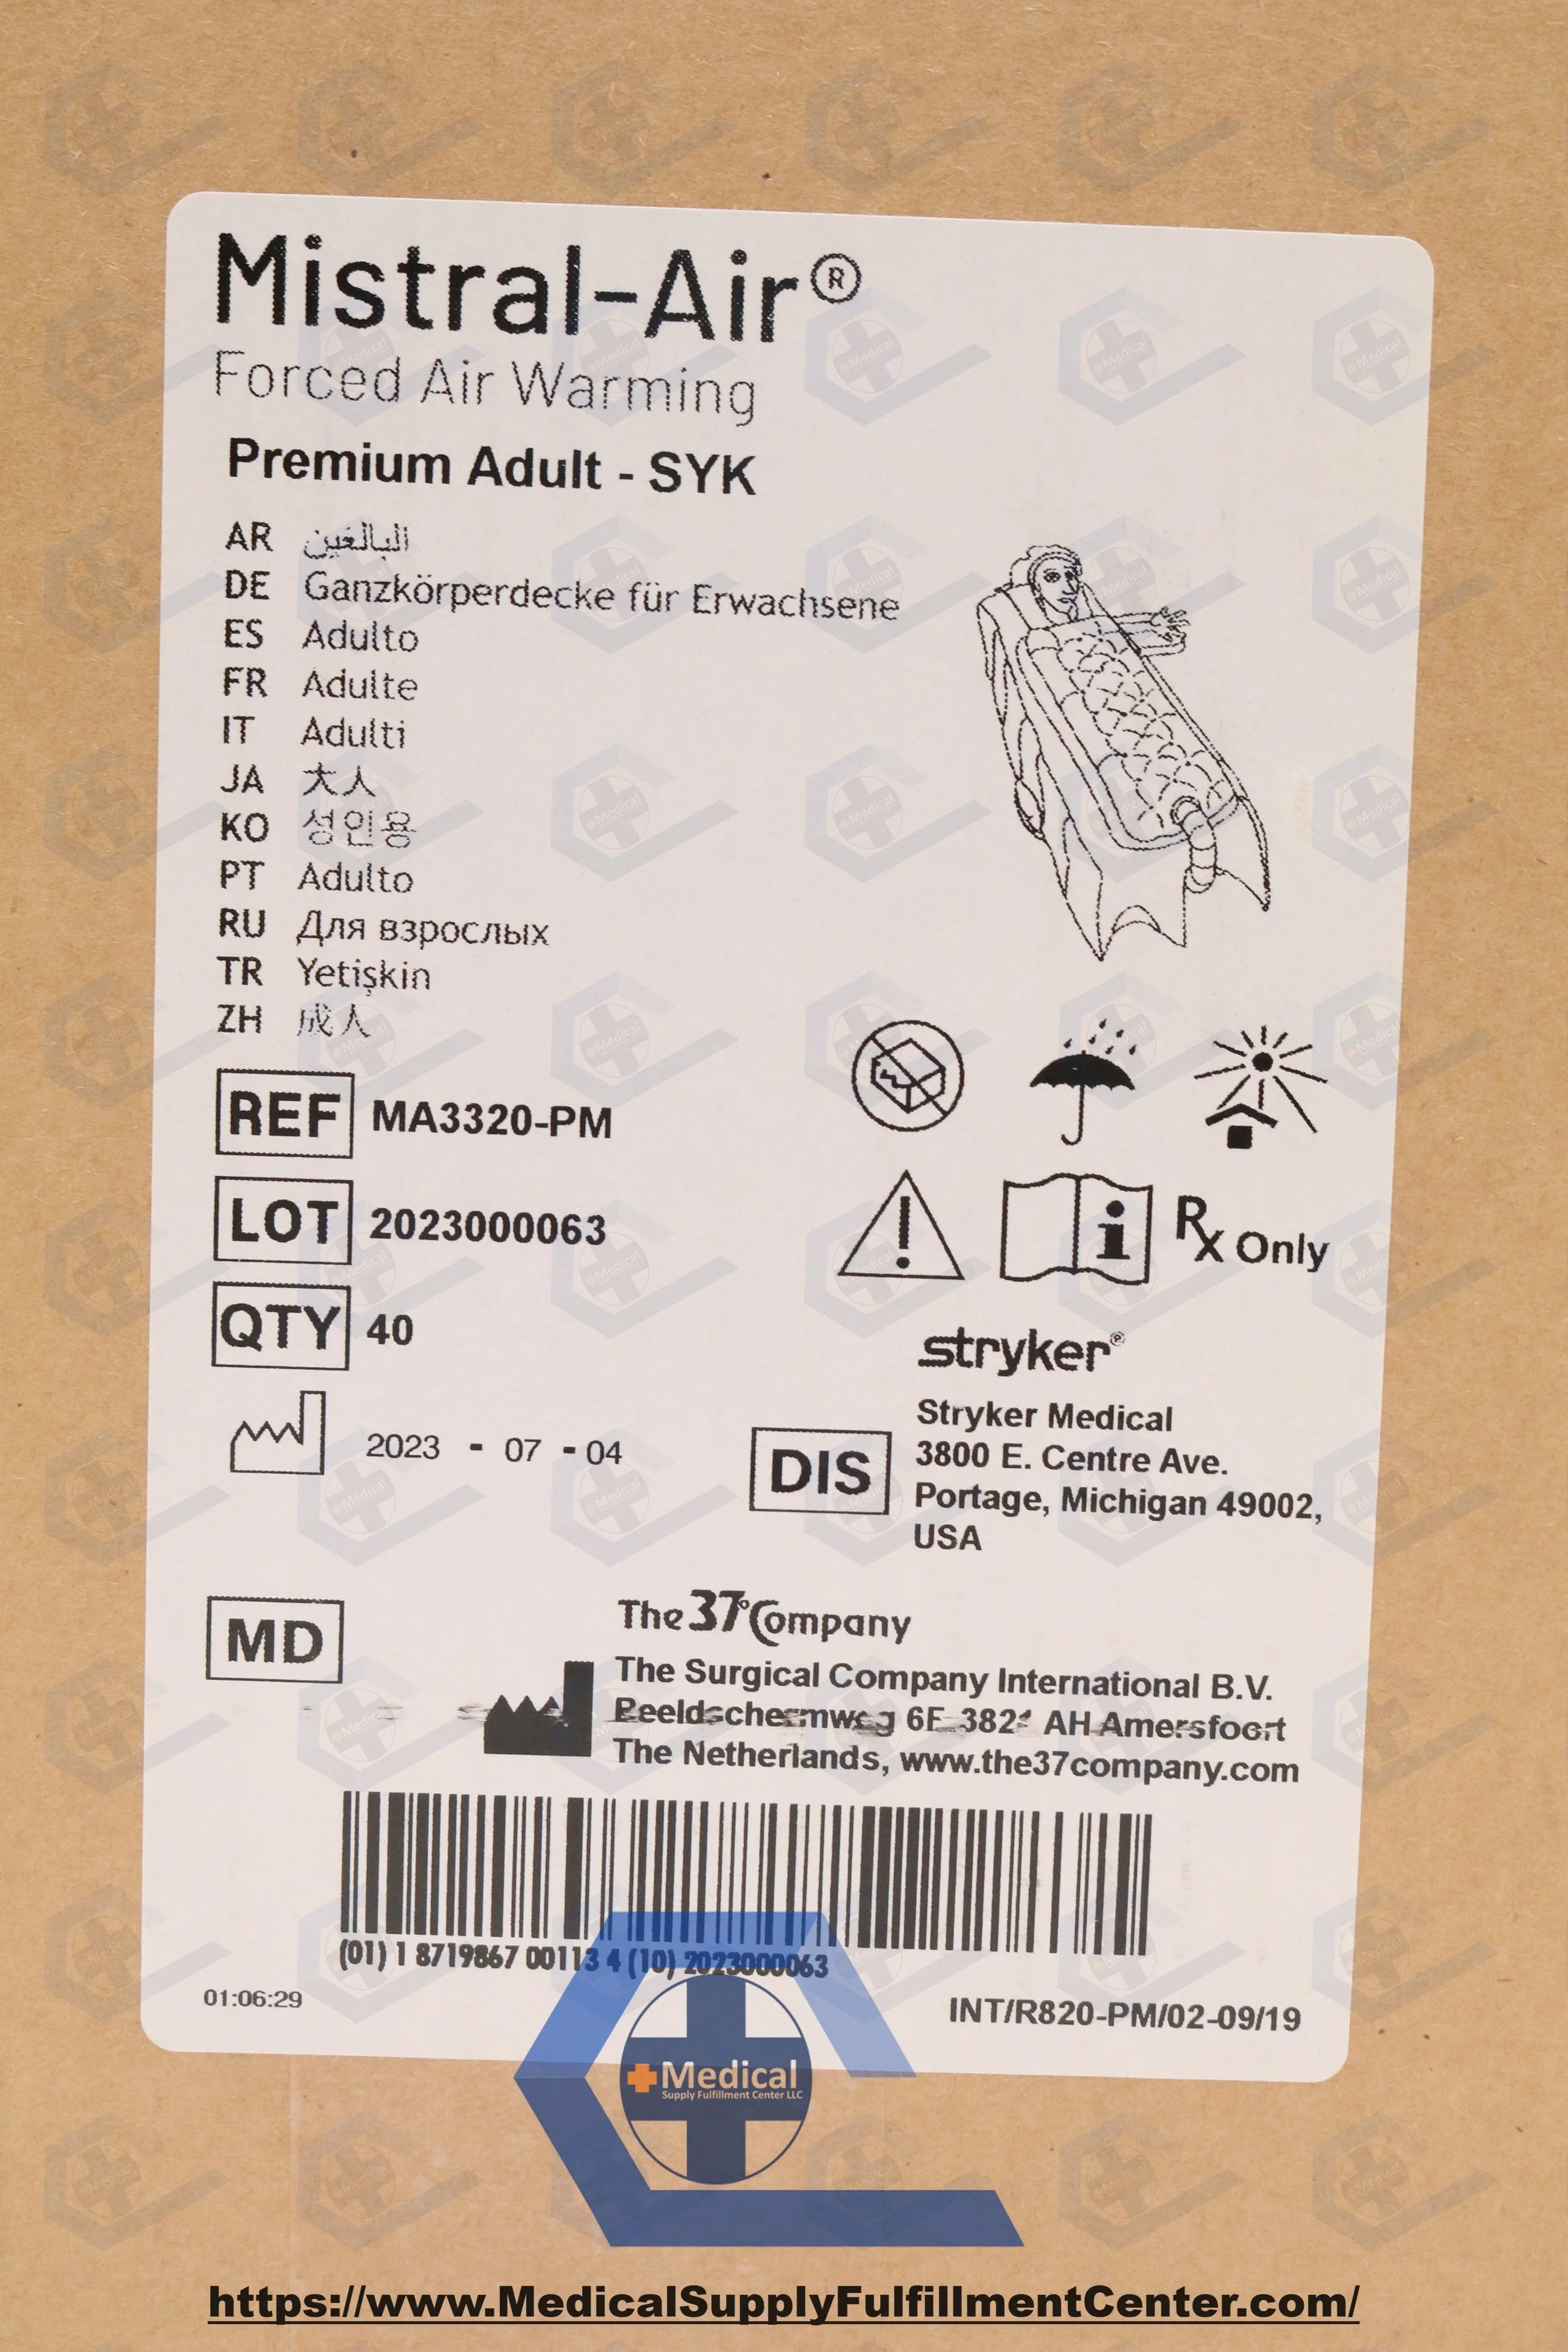 Mistral-Air®
Forced Air Warming
Premium Adult - SYK
AR البالغين
DE Ganzkörperdecke für Erwachsene
ES Adulto
FR Adulte
IT Adulti
JA 大人
KO 성인용
PT Adulto
RU Для взрослых
TR Yetişkin
ZH 成人
REF MA3320-PM
LOT 2023000063
Rx Only
QTY 40
stryker®
2023 - 07 - 04
DIS
Stryker Medical
3800 E. Centre Ave.
Portage, Michigan 49002,
USA
MD
The 37°Company
The Surgical Company International B.V.
6F AH Amersfoort
The Netherlands, www.the37company.com
(01) 1 8719867 00113 4 (10) 2023000063
01:06:29
INT/R820-PM/02-09/19
Medical
Supply Fulfillment Center LLC
https://www.MedicalSupplyFulfillmentCenter.com/